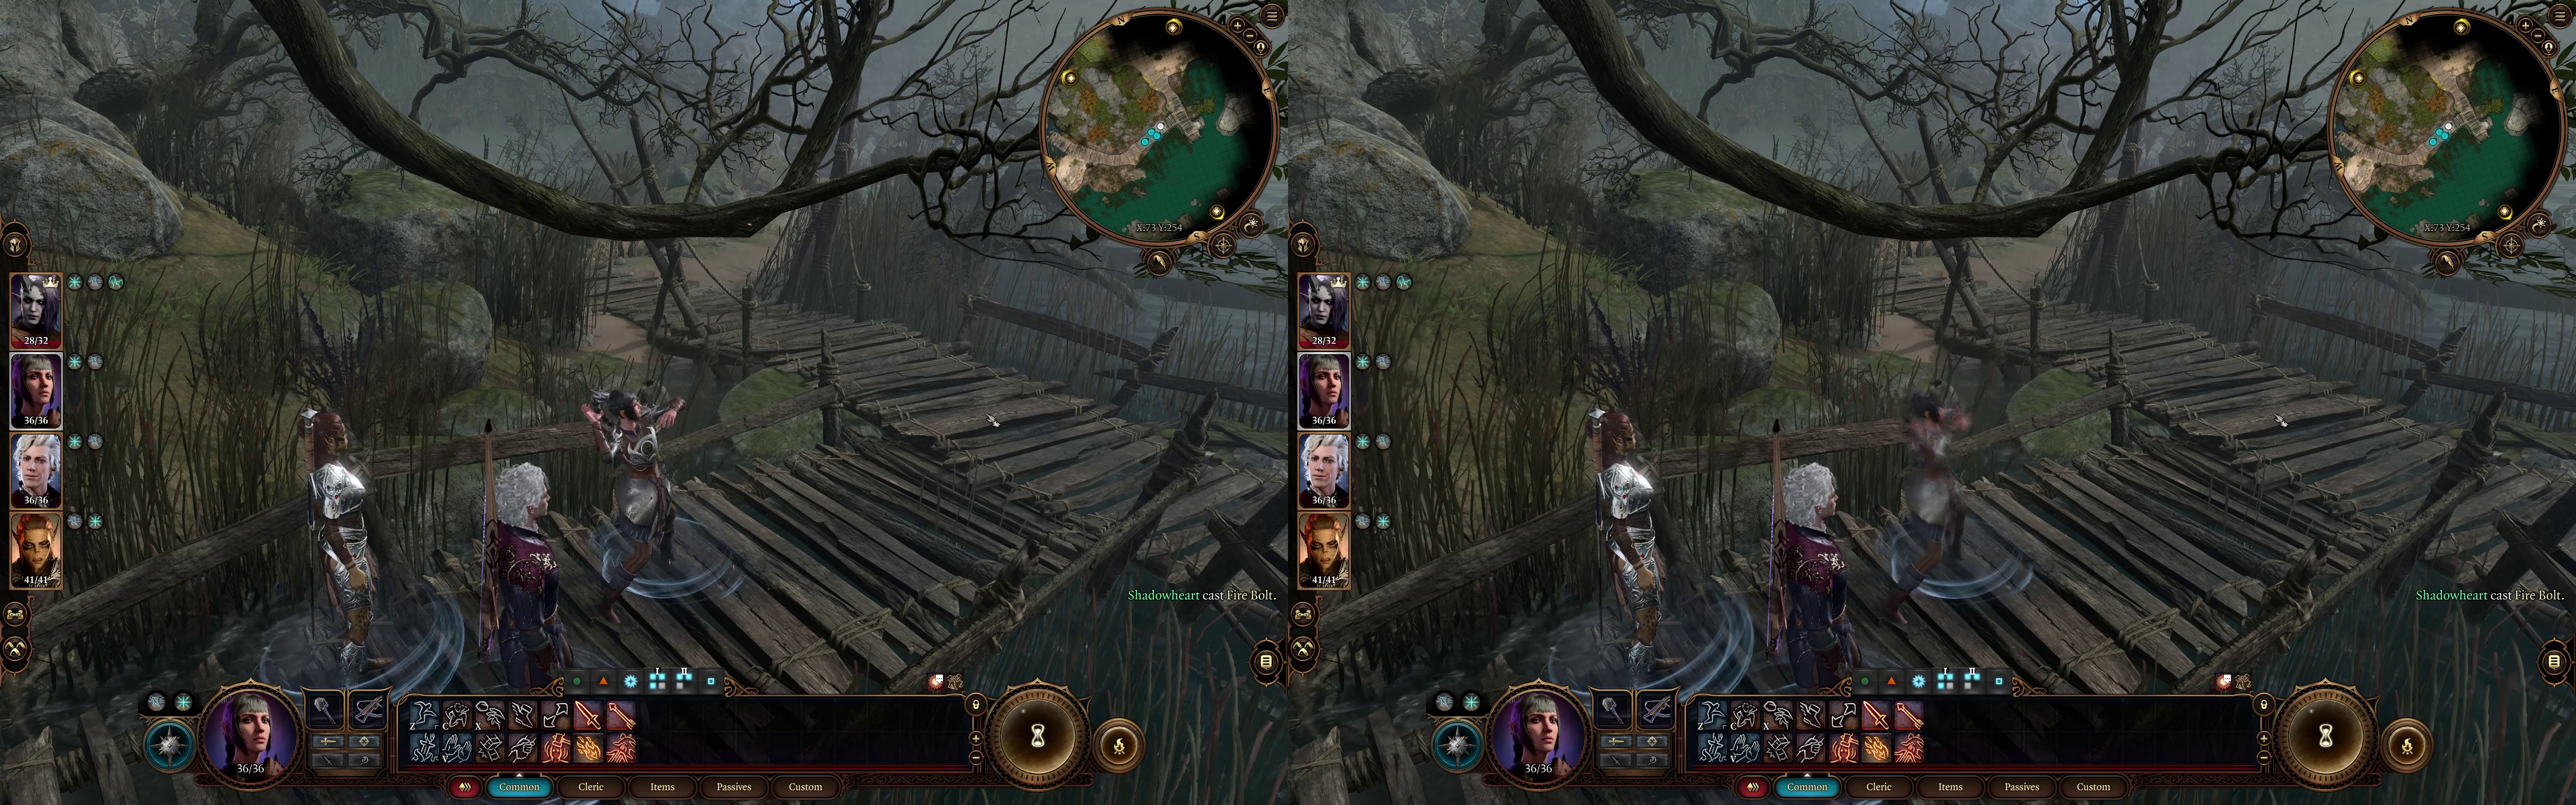 N
X:73 Y:254
S
28/32
36/36
36/36
41/41
Shadowheart cast Fire Bolt.
I
II
Z
C
X
V
36/36
Common
Cleric
Items
Passives
Custom
N
X:73 Y:254
S
28/32
36/36
36/36
41/41
Shadowheart cast Fire Bolt.
I
II
Z
C
X
V
36/36
Common
Cleric
Items
Passives
Custom